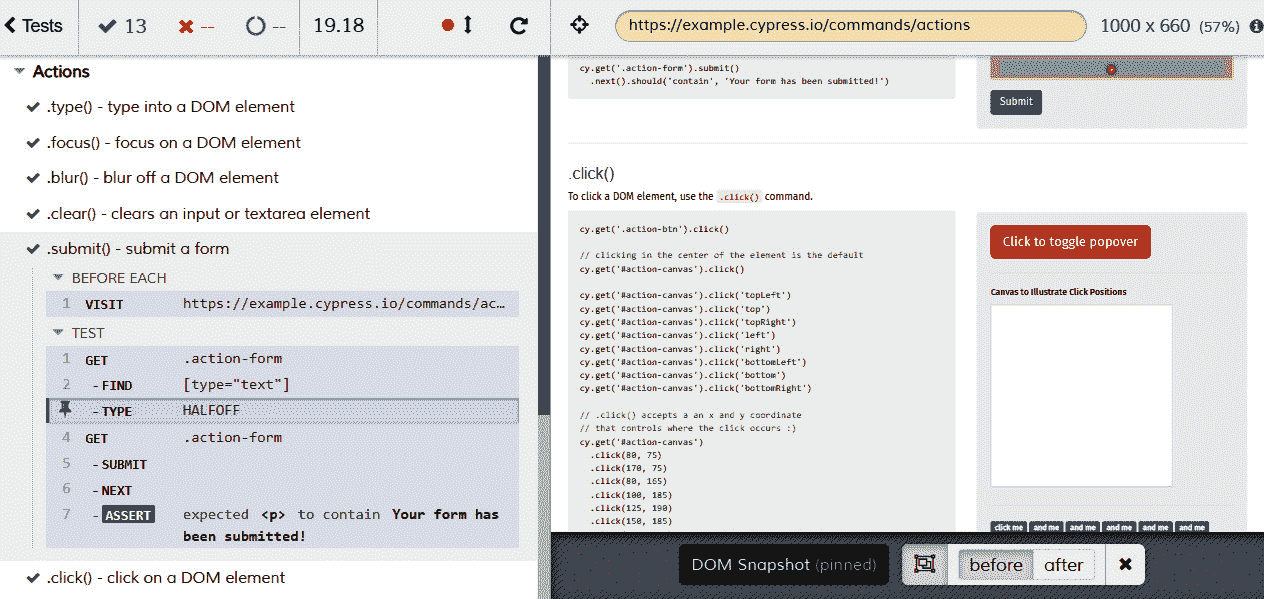 Tests 13 -- -- 19.18
https://example.cypress.io/commands/actions 1000 x 660 (57%)
Actions
.type() - type into a DOM element
.focus() - focus on a DOM element
.blur() - blur off a DOM element
.clear() - clears an input or textarea element
.submit() - submit a form
BEFORE EACH
1 VISIT https://example.cypress.io/commands/ac...
TEST
1 GET .action-form
2 -FIND [type="text"]
-TYPE HALFOFF
4 GET .action-form
5 -SUBMIT
6 -NEXT
7 -ASSERT expected <p> to contain Your form has
been submitted!
.click() - click on a DOM element
cy.get('.action-form').submit()
.next().should('contain', 'Your form has been submitted!')
Submit
.click()
To click a DOM element, use the .click() command.
cy.get('.action-btn').click()
// clicking in the center of the element is the default
cy.get('#action-canvas').click()
cy.get('#action-canvas').click('topLeft')
cy.get('#action-canvas').click('top')
cy.get('#action-canvas').click('topRight')
cy.get('#action-canvas').click('left')
cy.get('#action-canvas').click('right')
cy.get('#action-canvas').click('bottomLeft')
cy.get('#action-canvas').click('bottom')
cy.get('#action-canvas').click('bottomRight')
// .click() accepts a an x and y coordinate
// that controls where the click occurs :)
cy.get('#action-canvas')
.click(80, 75)
.click(170, 75)
.click(80, 165)
.click(100, 185)
.click(125, 190)
.click(150, 185)
Click to toggle popover
Canvas to Illustrate Click Positions
click me and me and me and me and me and me
DOM Snapshot (pinned) before after